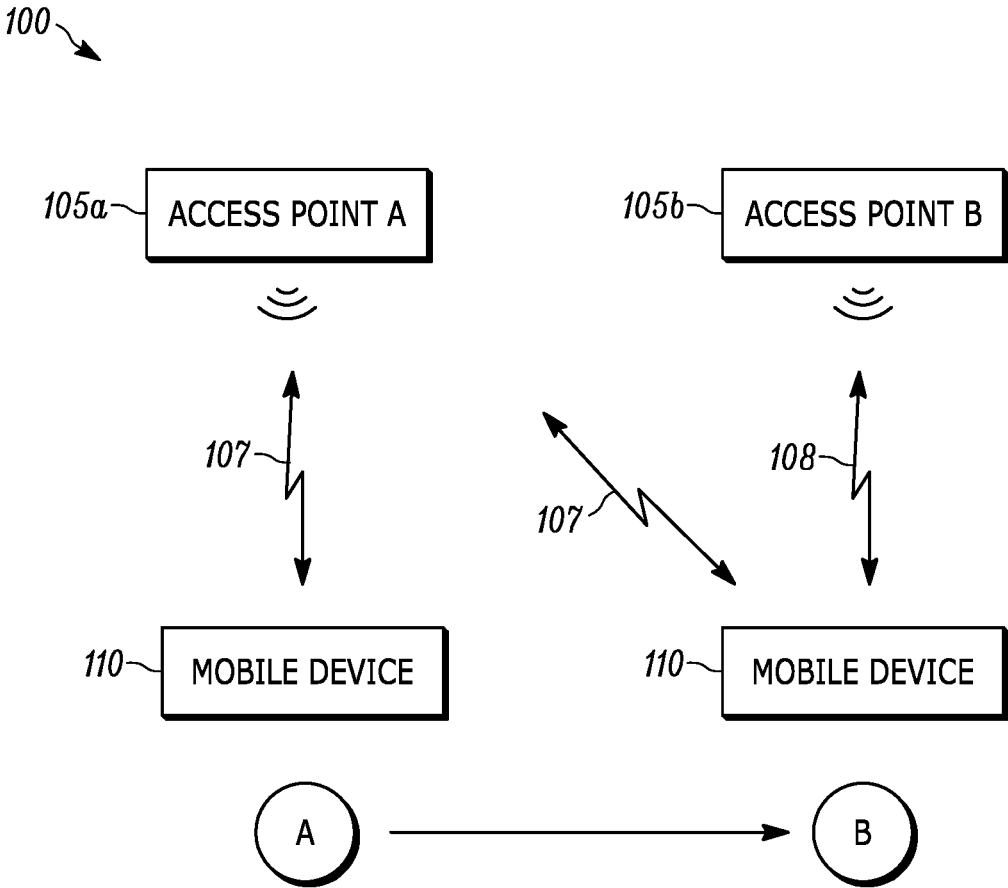 100
105a ACCESS POINT A 105b ACCESS POINT B
107 107 108
110 MOBILE DEVICE 110 MOBILE DEVICE
A B